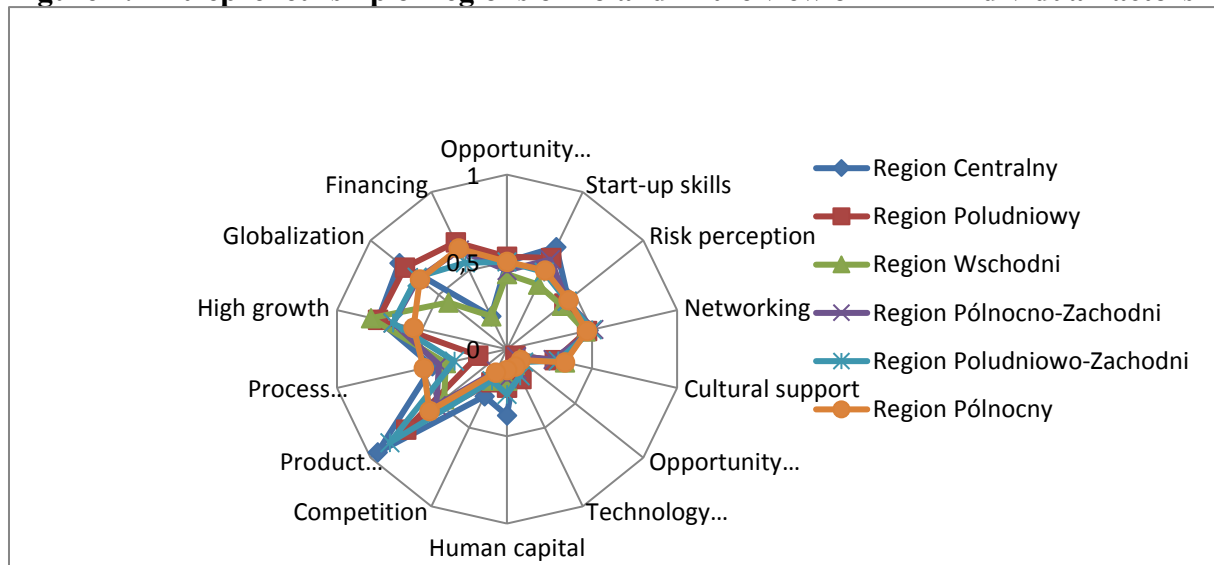 Opportunity…
1
Financing
Start-up skills
Globalization
Risk perception
0,5
High growth
Networking
0
Process…
Cultural support
Product…
Opportunity…
Competition
Technology…
Human capital
Region Centralny
Region Poludniowy
Region Wschodni
Region Pólnocno-Zachodni
Region Poludniowo-Zachodni
Region Pólnocny